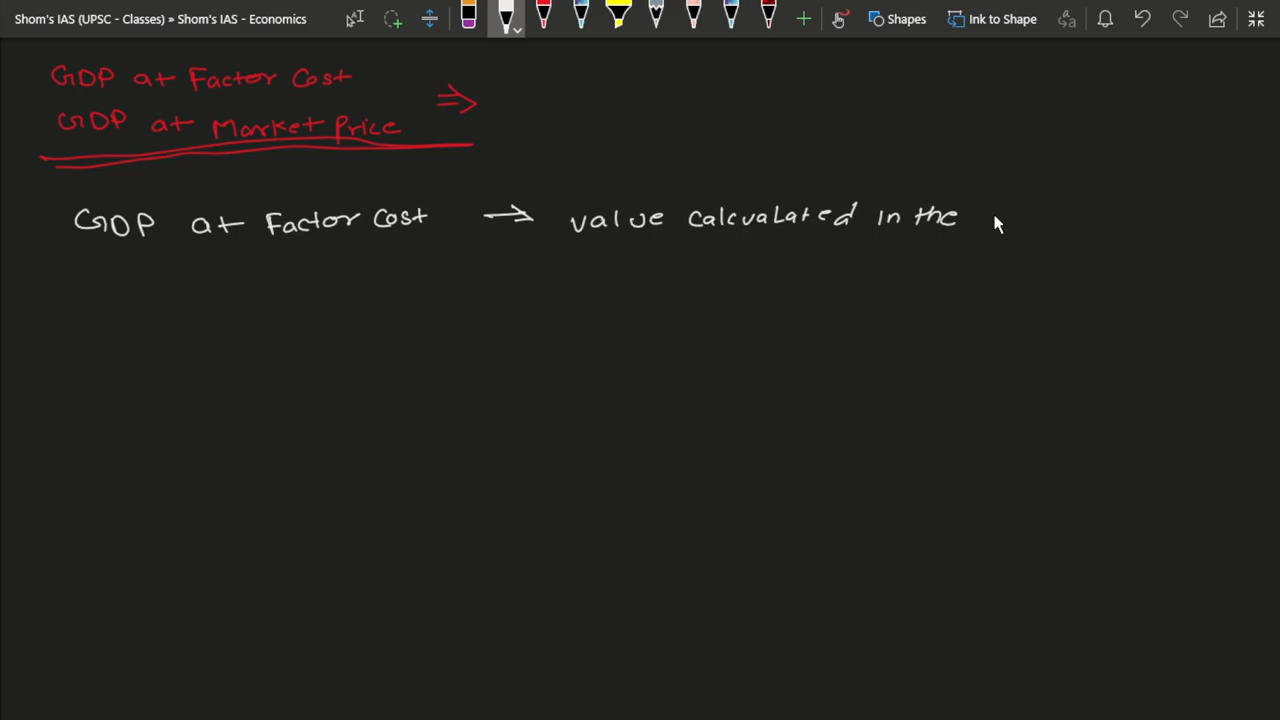 Shom's IAS (UPSC - Classes) » Shom's IAS - Economics
Shapes
Ink to Shape
GDP at Factor Cost
GDP at Market Price ⇒
GDP at Factor Cost → value calculated in the